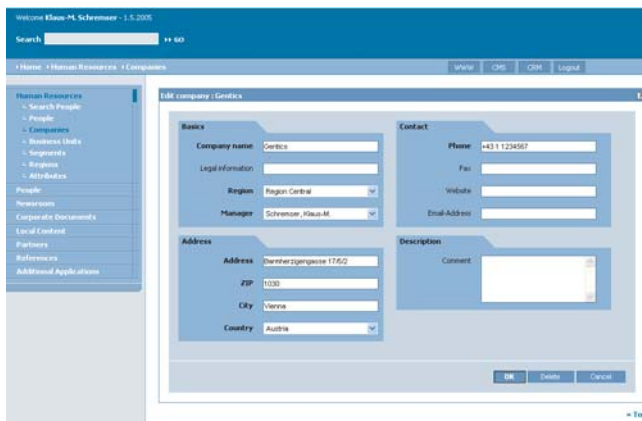 Welcome Klaus-M. Schremser - 1.5.2005
Search GO
Home Human Resources Companies WWW CMS CRM Logout
Human Resources
Search People
People
Companies
Business Units
Segments
Regions
Attributes
People
Newsroom
Corporate Documents
Local Content
Partners
References
Additional Applications
Edit company : Gentics
Basics
Company name Gentics
Legal information
Region Region Central
Manager Schremser, Klaus-M.
Contact
Phone +43 1 1234567
Fax
Website
Email-Address
Address
Address Barmherzigengasse 17/5/2
ZIP 1030
City Vienna
Country Austria
Description
Comment
OK Delete Cancel
To